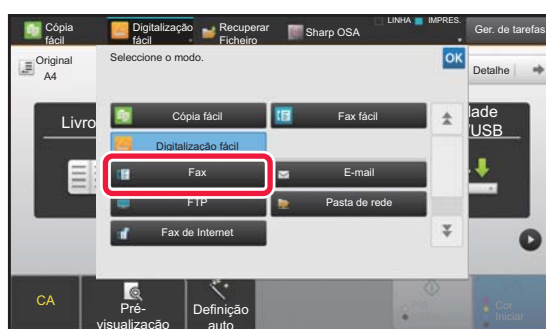 Cópia
fácil
Digitalização
fácil
Recuperar
Ficheiro
Sharp OSA
LINHA
IMPRES.
Ger. de tarefas
Original
A4
Seleccione o modo.
OK
Detalhe
Livro
dade
/USB
Cópia fácil
Fax fácil
Digitalização fácil
Fax
E-mail
FTP
Pasta de rede
Fax de Internet
CA
Pré-
visualização
Definição
auto
P/B
Iniciar
Cor
Iniciar